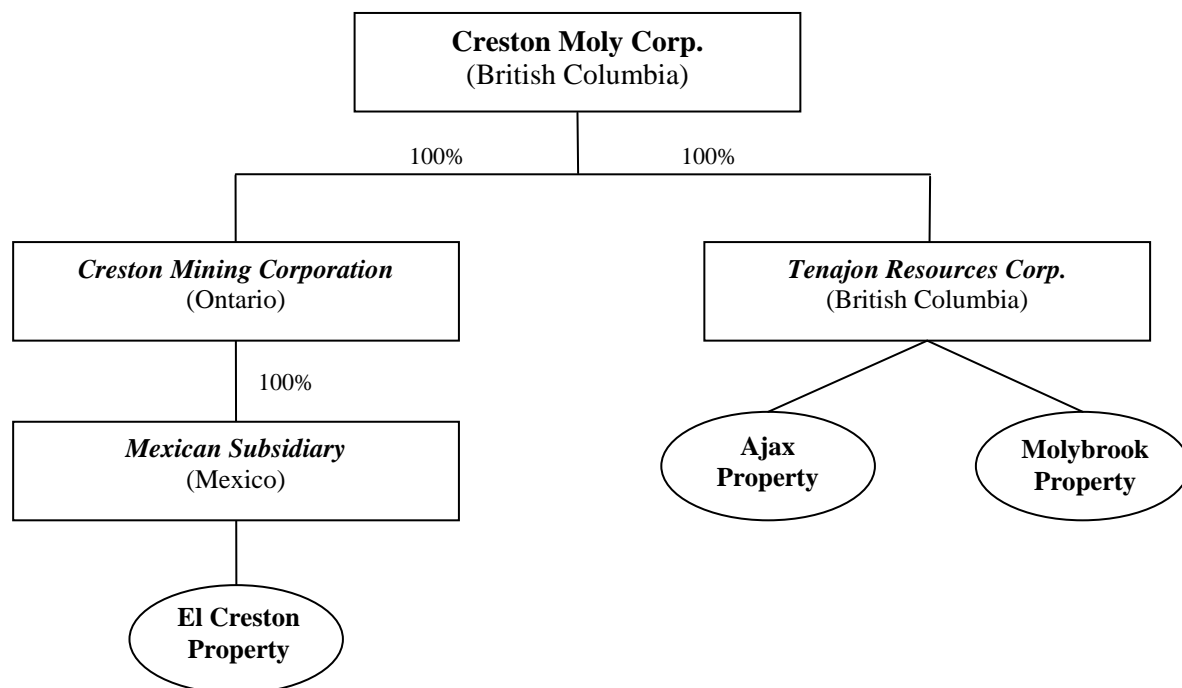 Creston Moly Corp.
(British Columbia)
100%
100%
Creston Mining Corporation
(Ontario)
Tenajon Resources Corp.
(British Columbia)
100%
Mexican Subsidiary
(Mexico)
Ajax
Property
Molybrook
Property
El Creston
Property